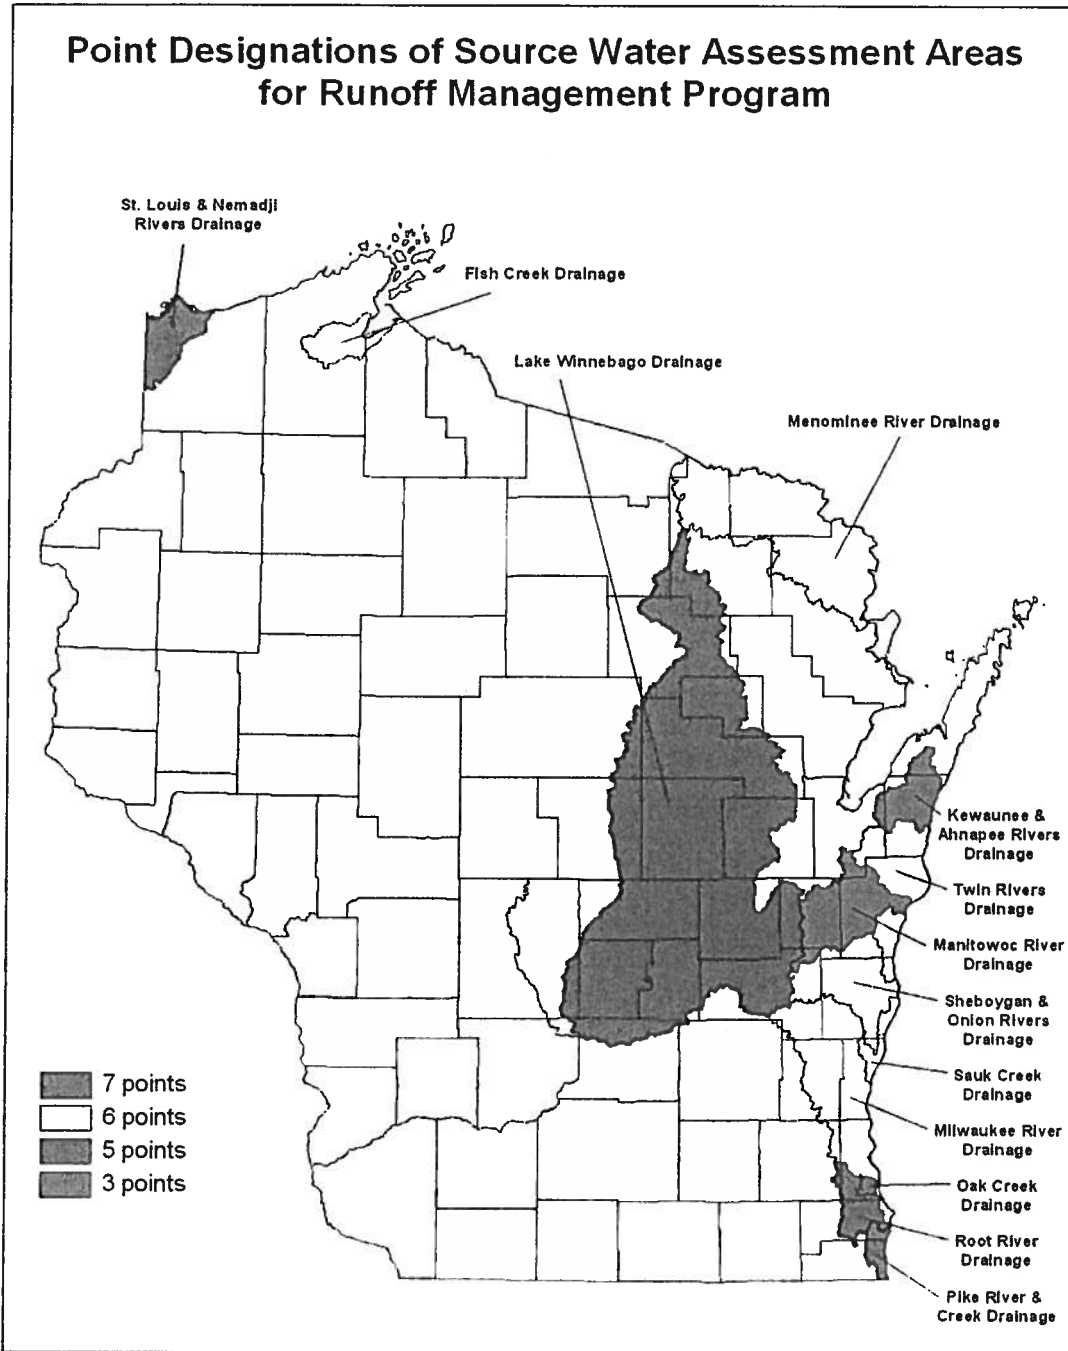 Point Designations of Source Water Assessment Areas
for Runoff Management Program
St. Louis & Nemadji
Rivers Drainage
Fish Creek Drainage
Lake Winnebago Drainage
Menominee River Drainage
Kewaunee &
Ahnapee Rivers
Drainage
Twin Rivers
Drainage
Manitowoc River
Drainage
Sheboygan &
Onion Rivers
Drainage
Sauk Creek
Drainage
Milwaukee River
Drainage
Oak Creek
Drainage
Root River
Drainage
Pike River &
Creek Drainage
7 points
6 points
5 points
3 points